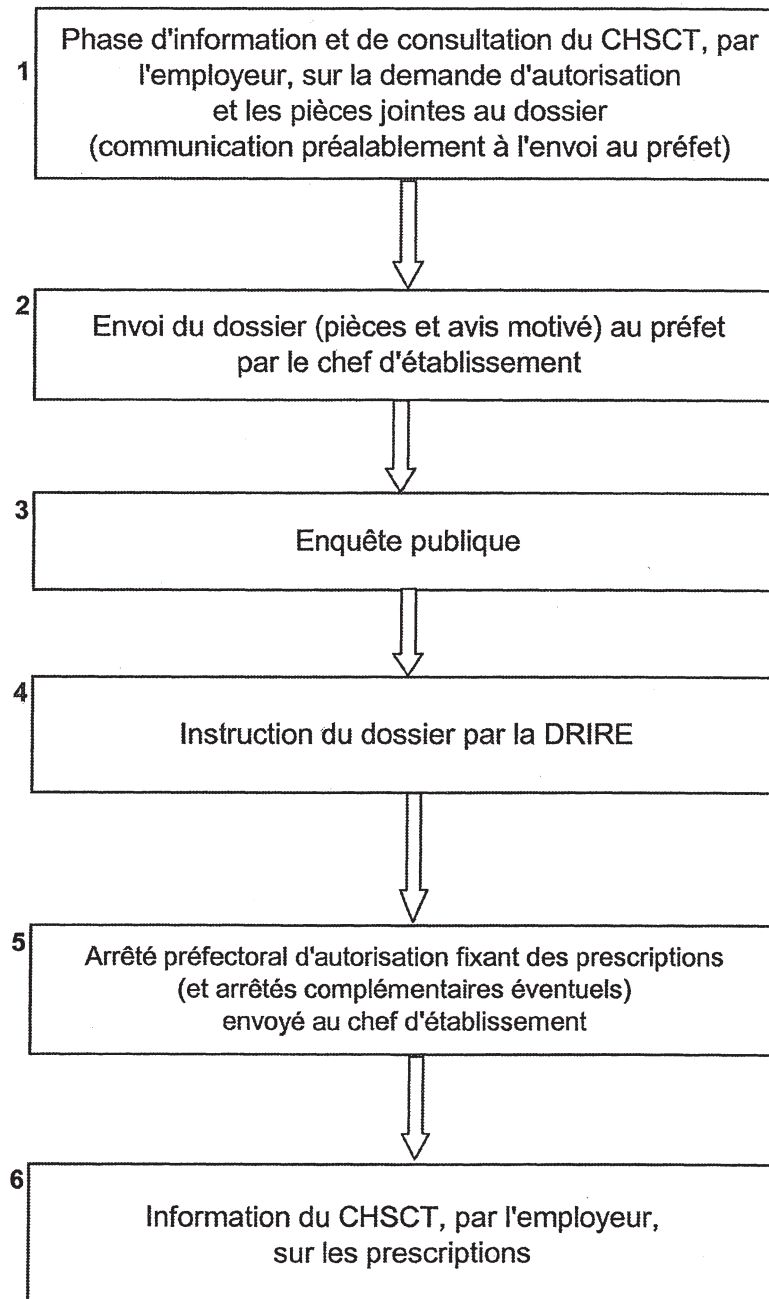 1
Phase d'information et de consultation du CHSCT, par
l'employeur, sur la demande d'autorisation
et les pièces jointes au dossier
(communication préalablement à l'envoi au préfet)
2
Envoi du dossier (pièces et avis motivé) au préfet
par le chef d'établissement
3
Enquête publique
4
Instruction du dossier par la DRIRE
5
Arrêté préfectoral d'autorisation fixant des prescriptions
(et arrêtés complémentaires éventuels)
envoyé au chef d'établissement
6
Information du CHSCT, par l'employeur,
sur les prescriptions